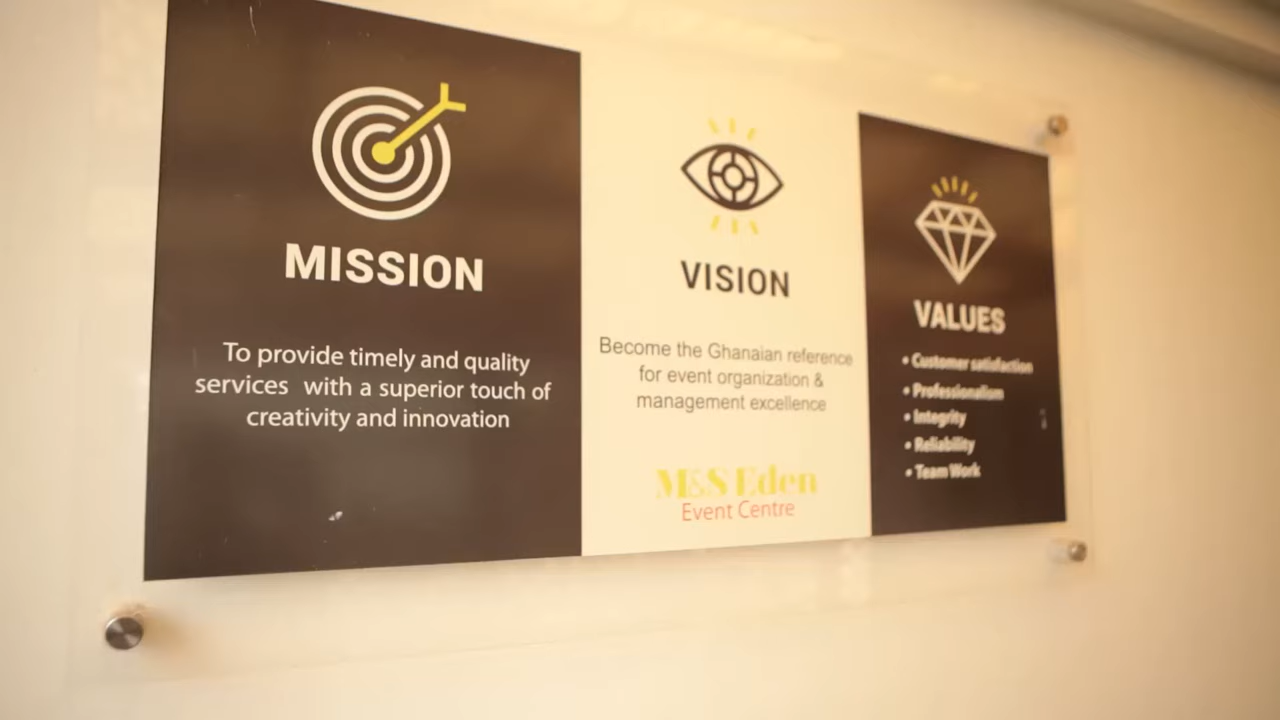 MISSION
To provide timely and quality
services with a superior touch of
creativity and innovation
VISION
Become the Ghanaian reference
for event organization &
management excellence
M&S Eden
Event Centre
VALUES
• Customer satisfaction
• Professionalism
• Integrity
• Reliability
• Team Work